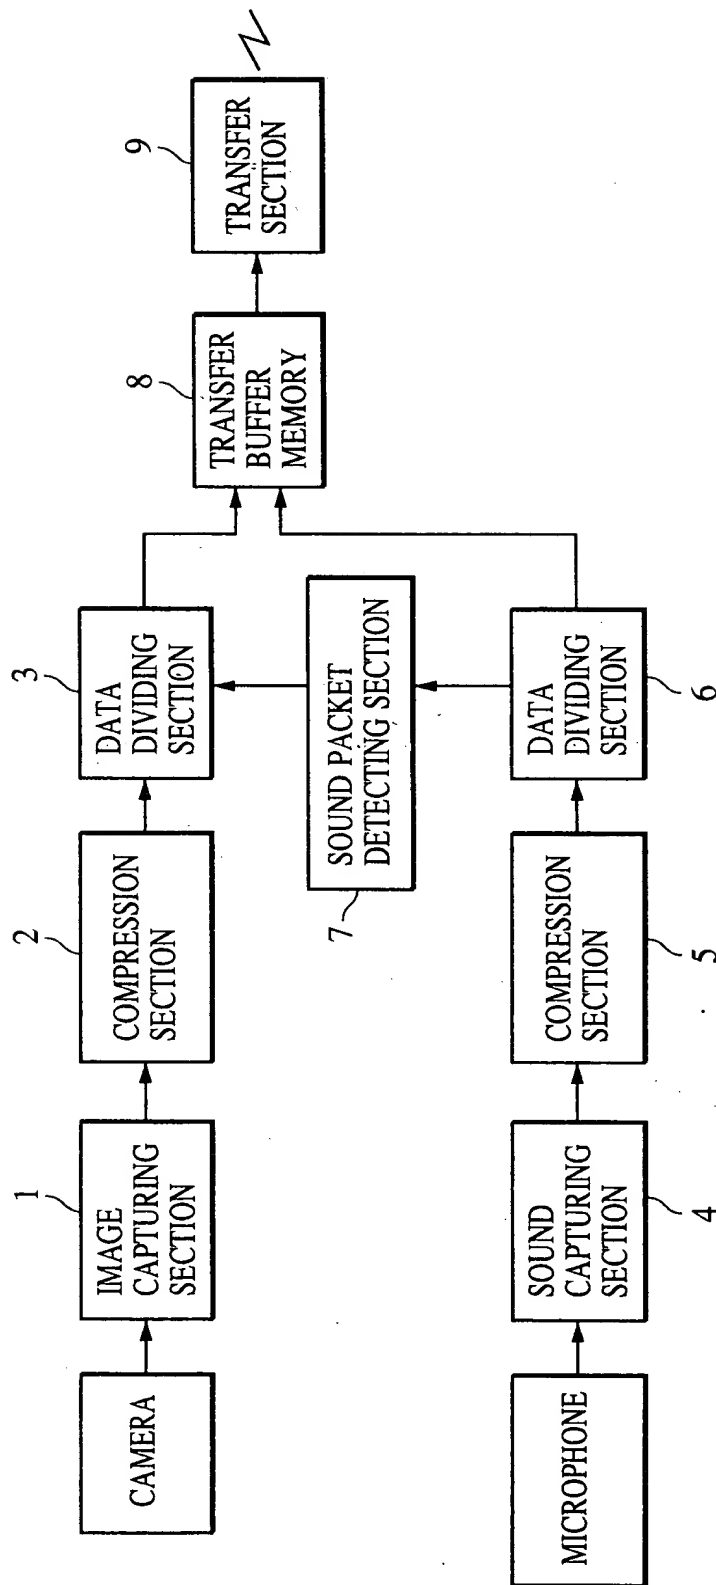 CAMERA
1
IMAGE
CAPTURING
SECTION
2
COMPRESSION
SECTION
3
DATA
DIVIDING
SECTION
MICROPHONE
4
SOUND
CAPTURING
SECTION
5
COMPRESSION
SECTION
6
DATA
DIVIDING
SECTION
7
SOUND PACKET
DETECTING SECTION
8
TRANSFER
BUFFER
MEMORY
9
TRANSFER
SECTION